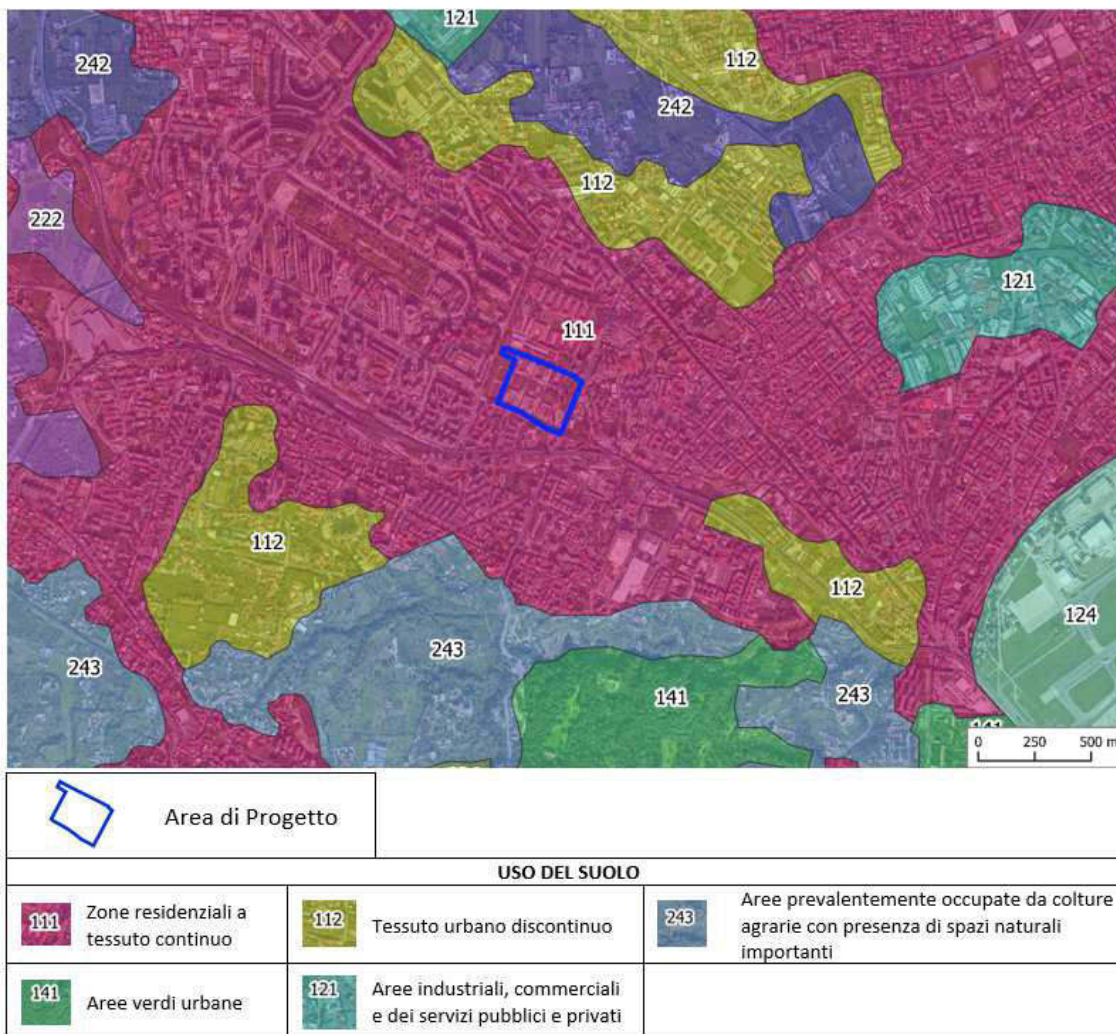 121
242
112
242
112
222
121
111
112
112
124
243
243
141
243
141
0 250 500 m
Area di Progetto
USO DEL SUOLO
111 Zone residenziali a
tessuto continuo
112 Tessuto urbano discontinuo
243 Aree prevalentemente occupate da colture
agrarie con presenza di spazi naturali
importanti
141 Aree verdi urbane
121 Aree industriali, commerciali
e dei servizi pubblici e privati